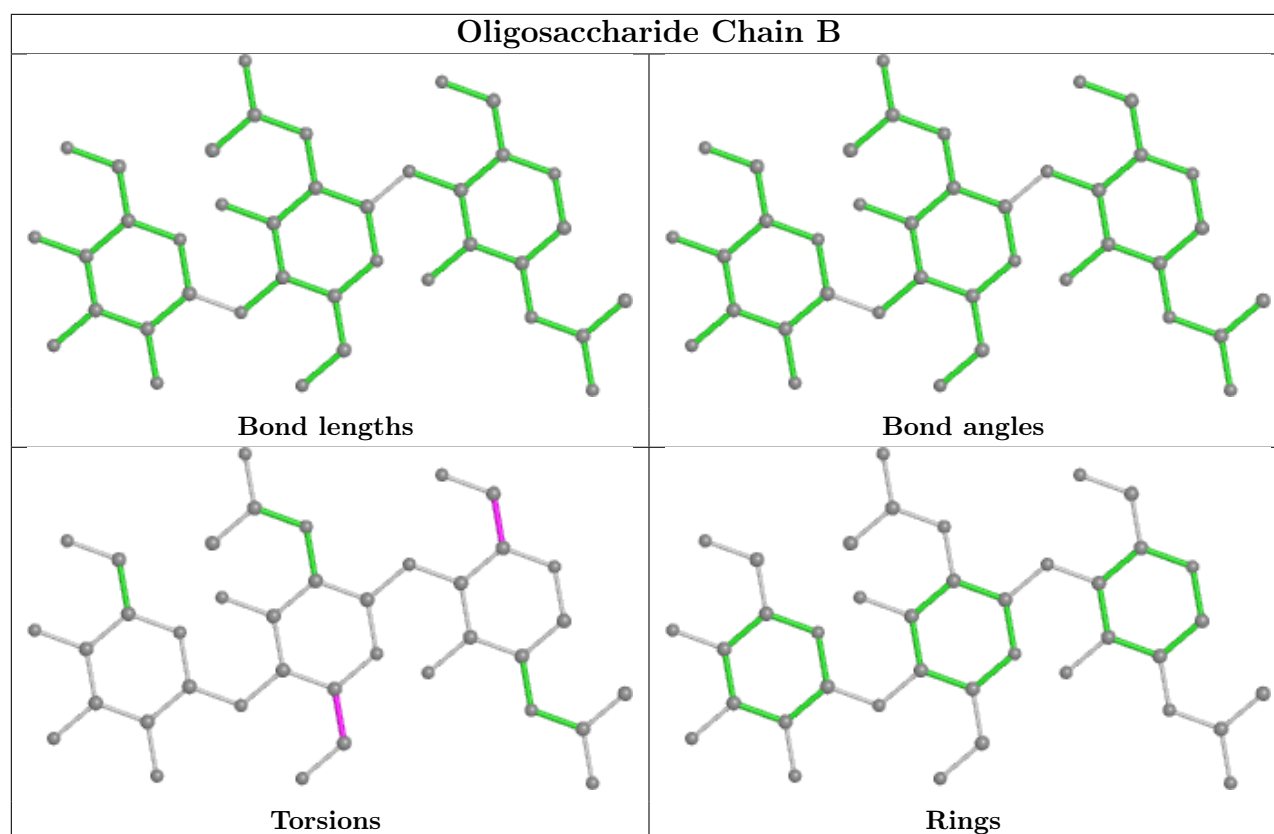 Oligosaccharide Chain B
Bond lengths
Bond angles
Torsions
Rings